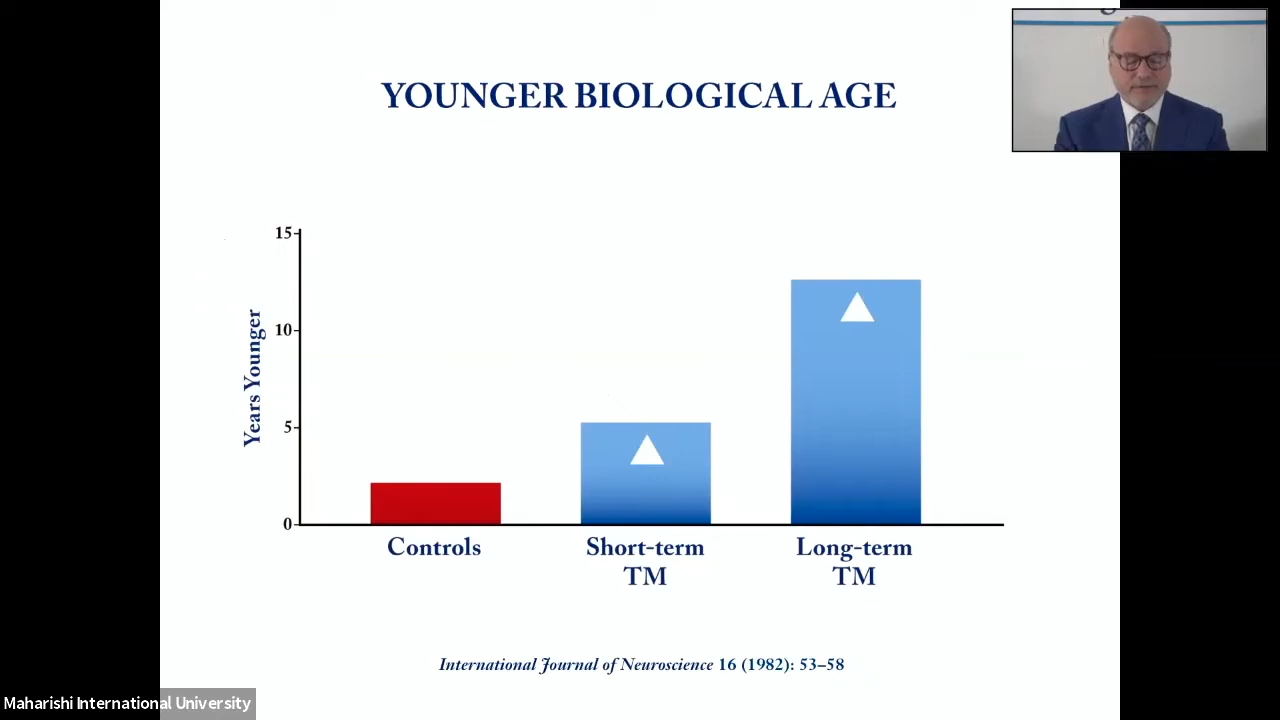 YOUNGER BIOLOGICAL AGE
15
10
5
0
Years Younger
Controls
Short-term
TM
Long-term
TM
International Journal of Neuroscience 16 (1982): 53–58
Maharishi International University